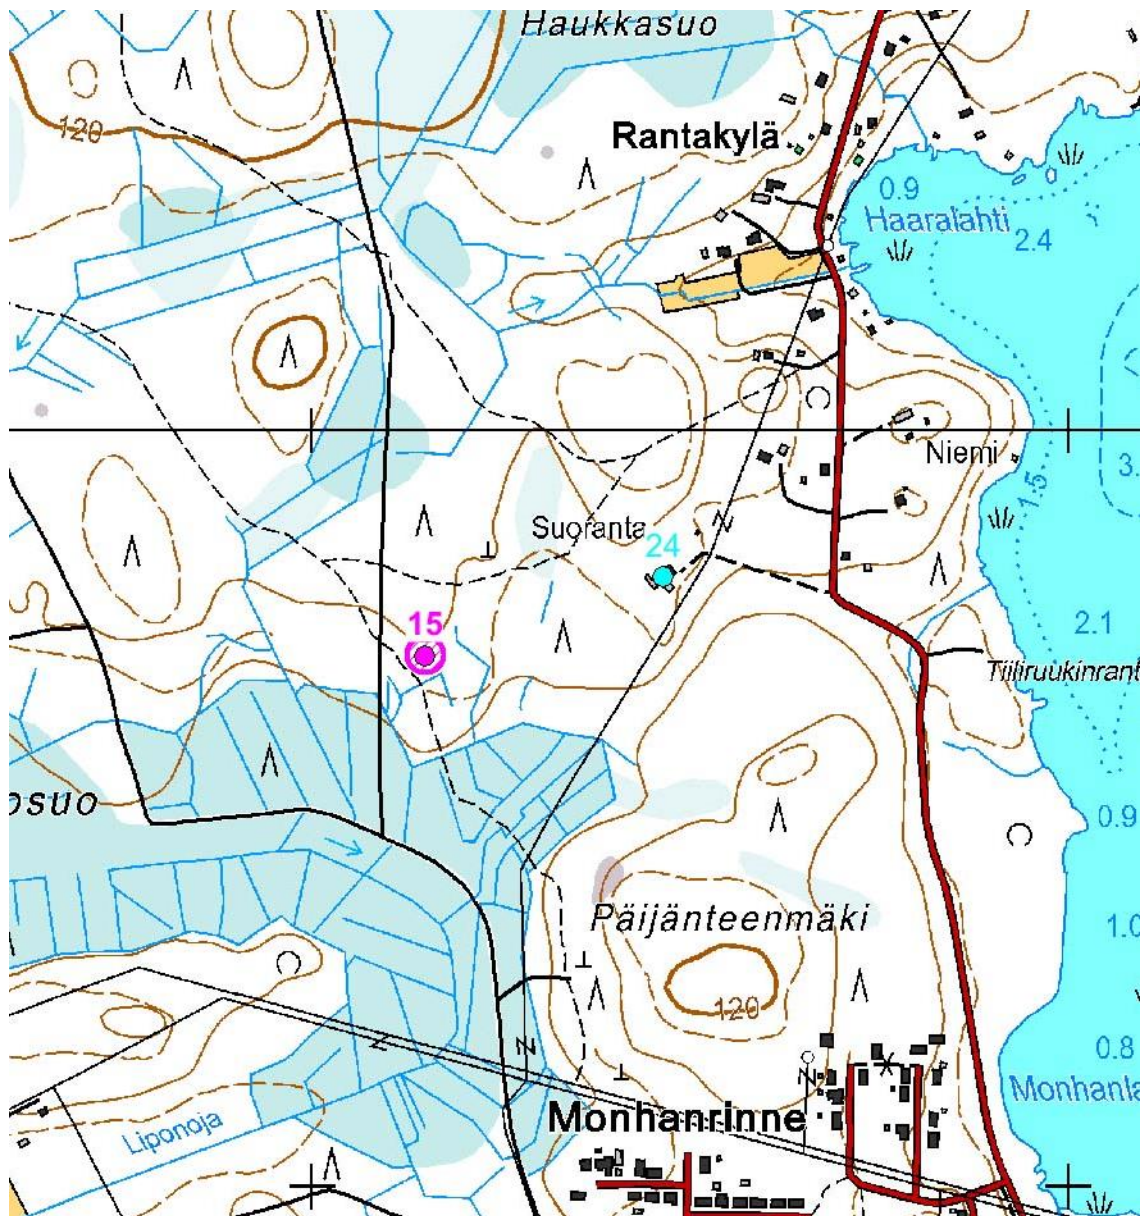 Haukkasuo
120
Rantakylä
0.9
Haaralahti
2.4
Niemi
3.
1.5
Suoranta
24
15
2.1
Tiiliruukinrant
osuo
0.9
Päijänteenmäki
1.0
120
0.8
Monhanla
Monhanrinne
Liponoja